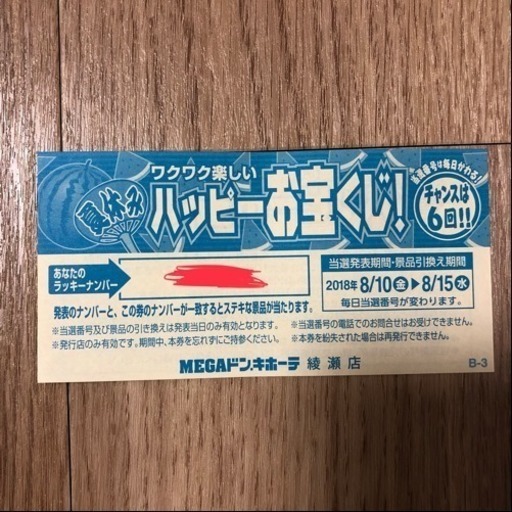 ワクワク楽しい
夏休み
ハッピーお宝くじ!
当選番号は毎日かわる!
チャンスは
6回!!
あなたの
ラッキーナンバー
当選発表期間・景品引換え期間
2018年 8/10金▶8/15水
毎日当選番号が変わります。
発表のナンバーと、この券のナンバーが一致するとステキな景品が当たります。
※当選番号及び景品の引き換えは発表当日のみ有効となります。
※当選番号の電話でのお問合せはお受けできません。
※発行店のみ有効です。期間中、本券を忘れずにご持参ください。
※本券を紛失された場合は再発行できません。
MEGAドン.キホーテ 綾瀬店
B-3